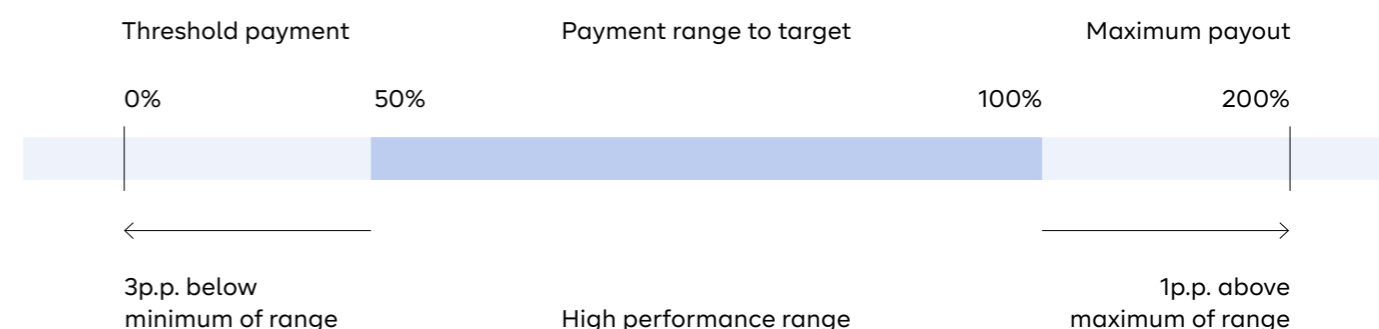 Threshold payment
Payment range to target
Maximum payout
0%
50%
100%
200%
3p.p. below
minimum of range
High performance range
1p.p. above
maximum of range